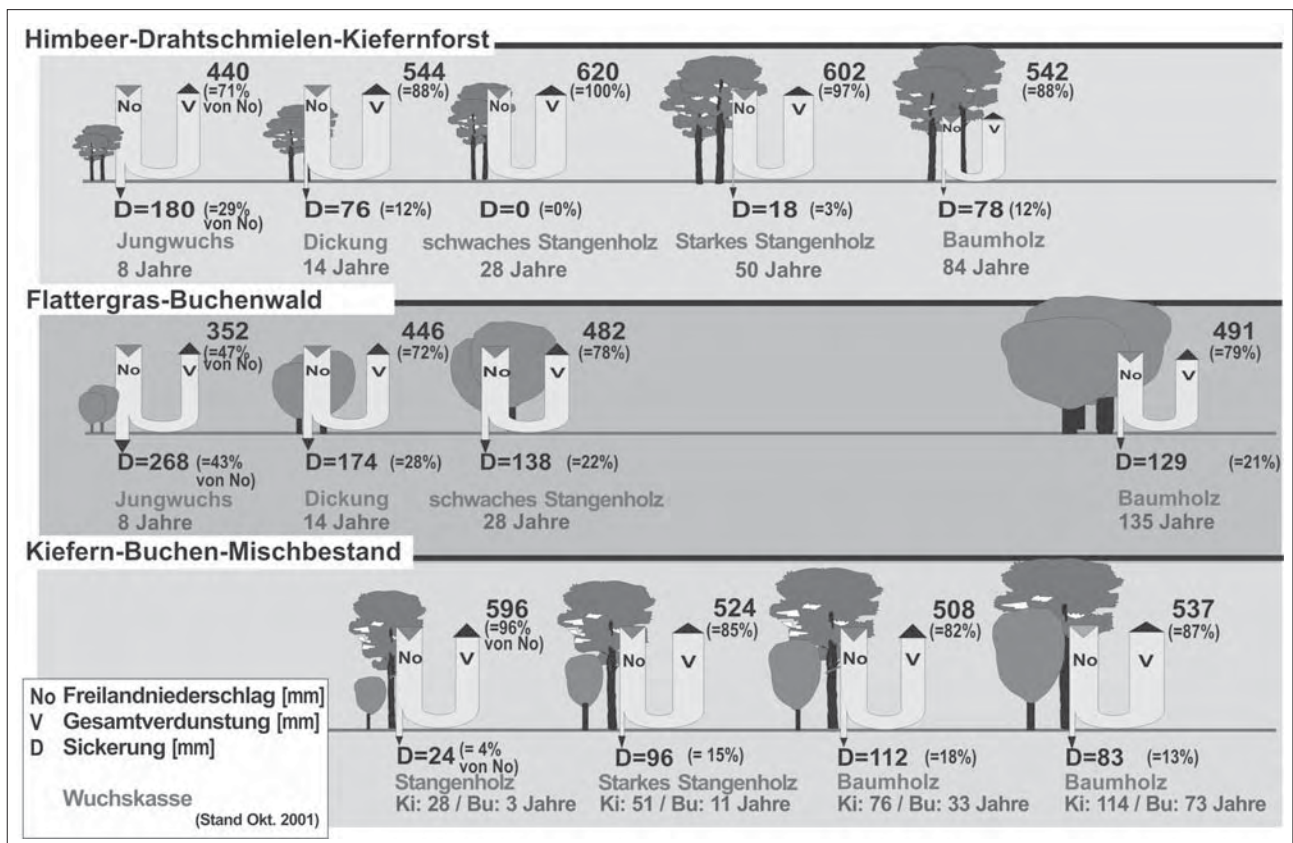 Himbeer-Drahtschmielen-Kiefernforst
440
(=71%
von No)
544
(=88%)
620
(=100%)
602
(=97%)
542
(=88%)
No V
No V
No V
No V
No V
D=180 (=29%
von No)
D=76 (=12%)
D=0 (=0%)
D=18 (=3%)
D=78 (12%)
Jungwuchs
8 Jahre
Dickung
14 Jahre
schwaches Stangenholz
28 Jahre
Starkes Stangenholz
50 Jahre
Baumholz
84 Jahre
Flattergras-Buchenwald
352
(=47%
von No)
446
(=72%)
482
(=78%)
491
(=79%)
No V
No V
No V
No V
D=268 (=43%
von No)
D=174 (=28%)
D=138 (=22%)
D=129 (=21%)
Jungwuchs
8 Jahre
Dickung
14 Jahre
schwaches Stangenholz
28 Jahre
Baumholz
135 Jahre
Kiefern-Buchen-Mischbestand
596
(=96%
von No)
524
(=85%)
508
(=82%)
537
(=87%)
No V
No V
No V
No V
D=24 (= 4%
von No)
D=96 (= 15%)
D=112 (=18%)
D=83 (=13%)
Stangenholz
Ki: 28 / Bu: 3 Jahre
Starkes Stangenholz
Ki: 51 / Bu: 11 Jahre
Baumholz
Ki: 76 / Bu: 33 Jahre
Baumholz
Ki: 114 / Bu: 73 Jahre
No Freilandniederschlag [mm]
V Gesamtverdunstung [mm]
D Sickerung [mm]
Wuchskasse
(Stand Okt. 2001)